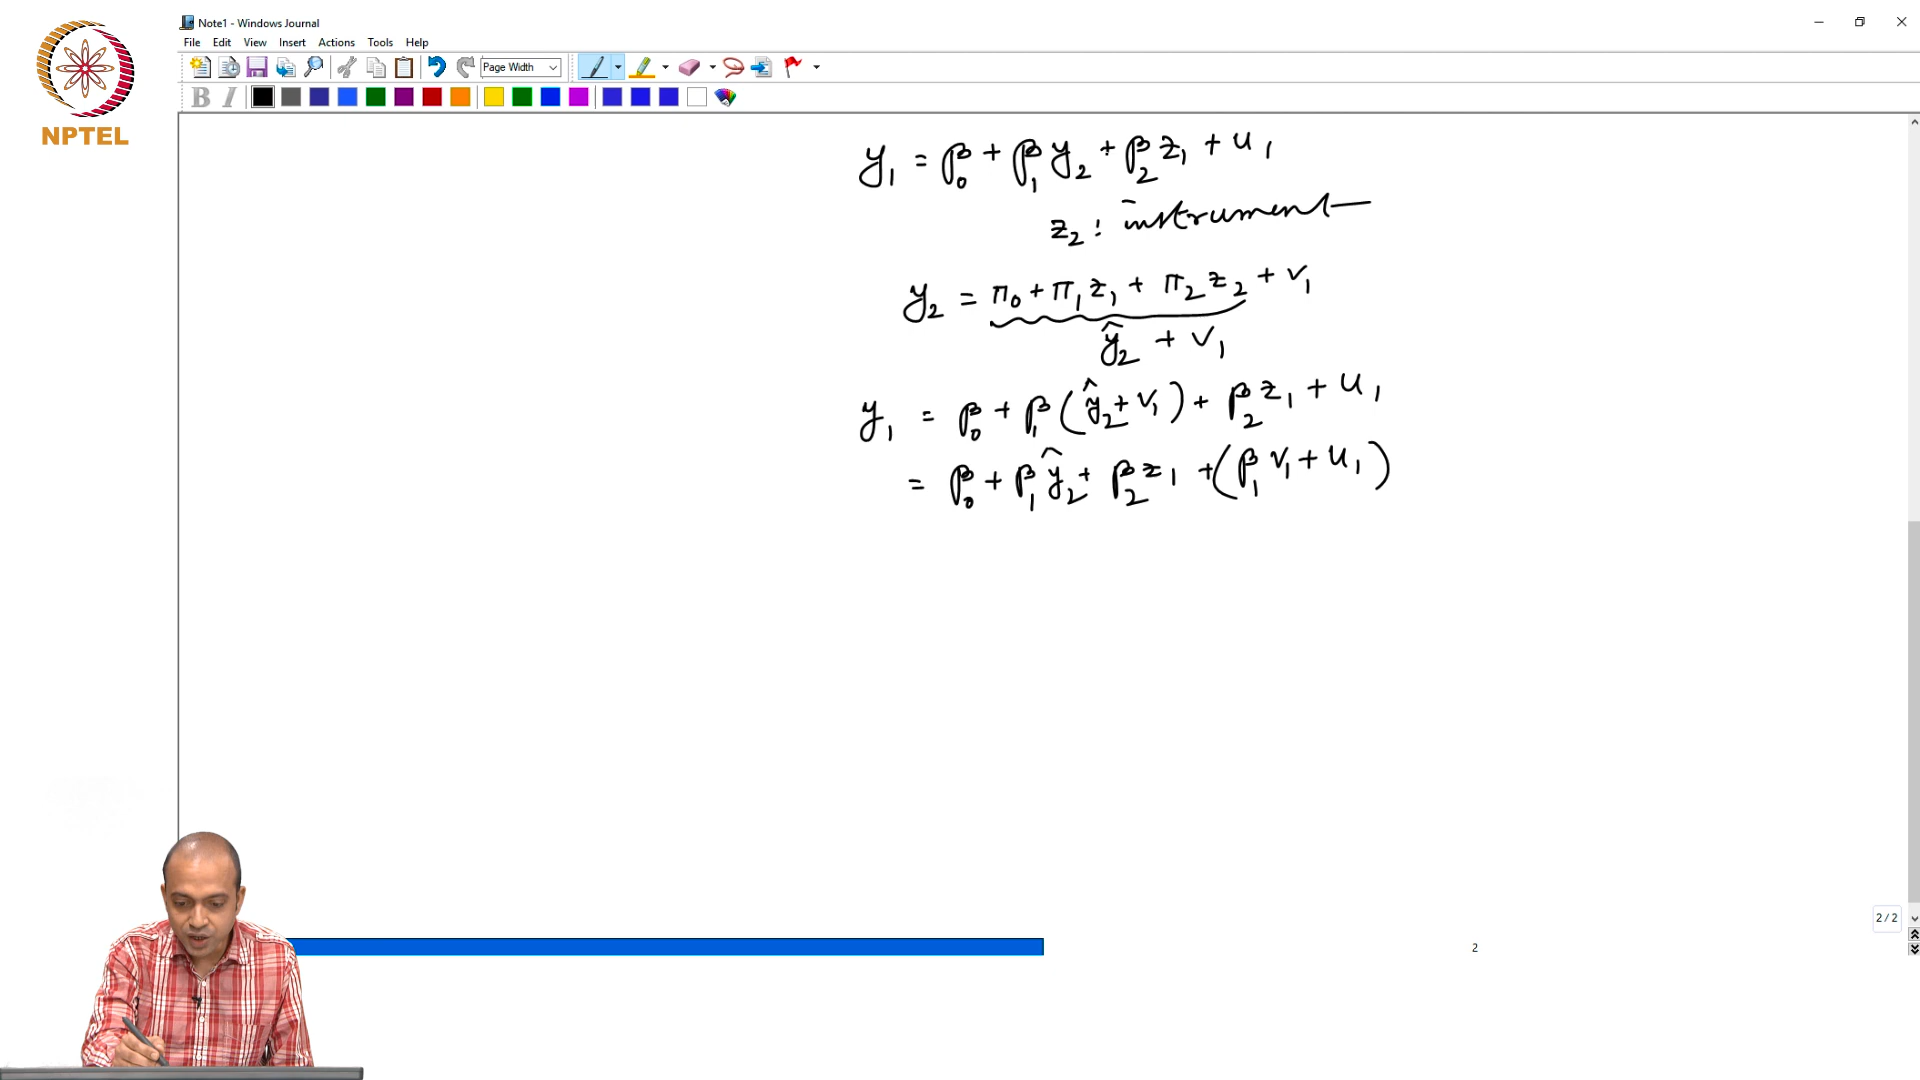 Note1 - Windows Journal
File Edit View Insert Actions Tools Help
Page Width
B I
NPTEL
y₁ = β₀ + β₁ y₂ + β₂ z₁ + u₁
z₂ : instrument
y₂ = π₀ + π₁ z₁ + π₂ z₂ + v₁
ŷ₂ + v₁
y₁ = β₀ + β₁ (ŷ₂ + v₁) + β₂ z₁ + u₁
= β₀ + β₁ ŷ₂ + β₂ z₁ + (β₁ v₁ + u₁)
2 / 2
2